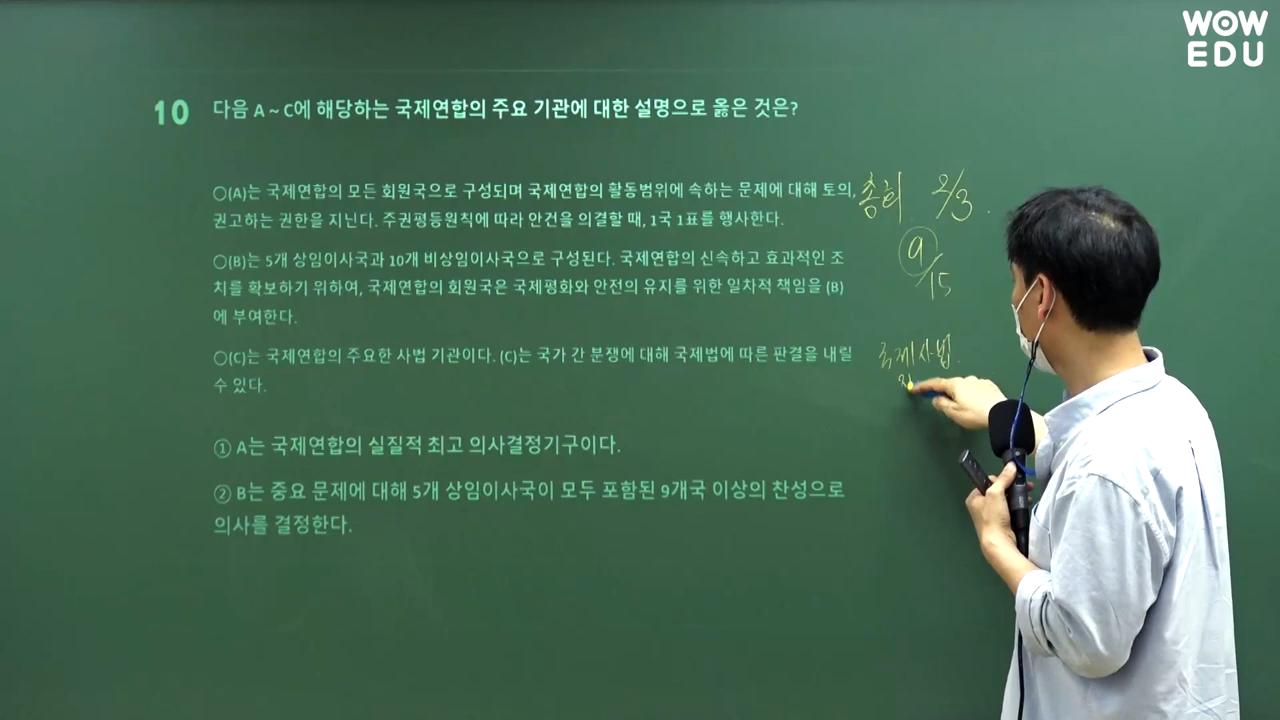 WOW
EDU
10 다음 A ~ C에 해당하는 국제연합의 주요 기관에 대한 설명으로 옳은 것은?
○(A)는 국제연합의 모든 회원국으로 구성되며 국제연합의 활동범위에 속하는 문제에 대해 토의,
권고하는 권한을 지닌다. 주권평등원칙에 따라 안건을 의결할 때, 1국 1표를 행사한다.
총회 2/3
○(B)는 5개 상임이사국과 10개 비상임이사국으로 구성된다. 국제연합의 신속하고 효과적인 조
치를 확보하기 위하여, 국제연합의 회원국은 국제평화와 안전의 유지를 위한 일차적 책임을 (B)
에 부여한다.
9/15
○(C)는 국제연합의 주요한 사법 기관이다. (C)는 국가 간 분쟁에 대해 국제법에 따른 판결을 내릴
수 있다.
국제사법
① A는 국제연합의 실질적 최고 의사결정기구이다.
② B는 중요 문제에 대해 5개 상임이사국이 모두 포함된 9개국 이상의 찬성으로
의사를 결정한다.